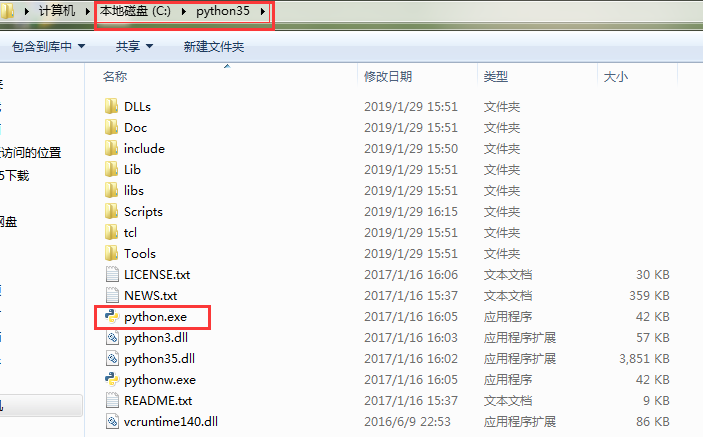 计算机 本地磁盘 (C:) python35
包含到库中 共享 新建文件夹
名称 修改日期 类型 大小
DLLs 2019/1/29 15:51 文件夹
Doc 2019/1/29 15:51 文件夹
include 2019/1/29 15:50 文件夹
访问的位置 Lib 2019/1/29 15:51 文件夹
5下载 libs 2019/1/29 15:51 文件夹
Scripts 2019/1/29 16:15 文件夹
网盘 tcl 2019/1/29 15:51 文件夹
Tools 2019/1/29 15:51 文件夹
LICENSE.txt 2017/1/16 16:06 文本文档 30 KB
NEWS.txt 2017/1/16 15:37 文本文档 359 KB
python.exe 2017/1/16 16:05 应用程序 42 KB
python3.dll 2017/1/16 16:03 应用程序扩展 57 KB
python35.dll 2017/1/16 16:02 应用程序扩展 3,851 KB
pythonw.exe 2017/1/16 16:05 应用程序 42 KB
README.txt 2017/1/16 15:37 文本文档 9 KB
vcruntime140.dll 2016/6/9 22:53 应用程序扩展 86 KB